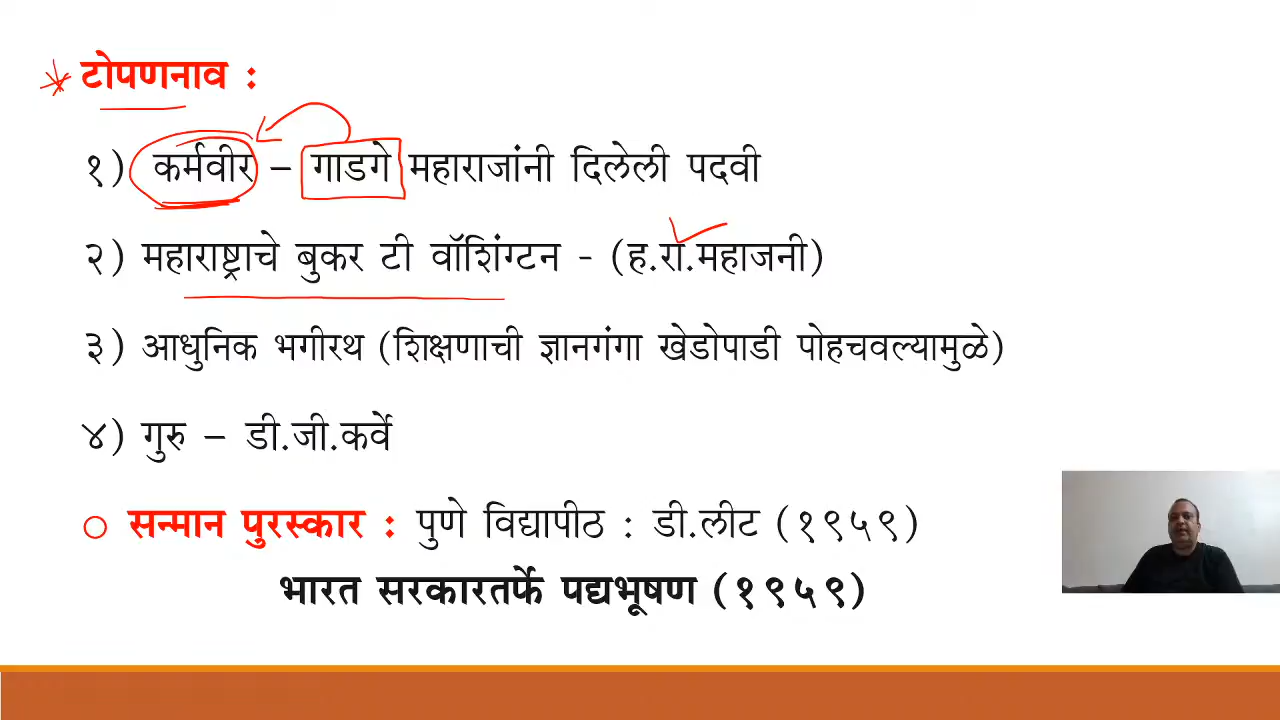 टोपणनाव :
१) कर्मवीर – गाडगे महाराजांनी दिलेली पदवी
२) महाराष्ट्राचे बुकर टी वॉशिंग्टन - (ह.रा.महाजनी)
३) आधुनिक भगीरथ (शिक्षणाची ज्ञानगंगा खेडोपाडी पोहचवल्यामुळे)
४) गुरु – डी.जी.कर्वे
सन्मान पुरस्कार : पुणे विद्यापीठ : डी.लीट (१९५९)
भारत सरकारतर्फे पद्यभूषण (१९५९)